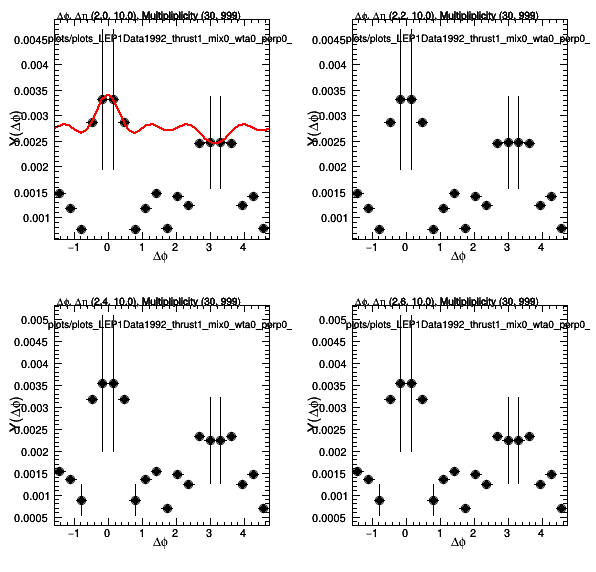 Δφ, Δη (2.0, 10.0), Multipliplicity (30, 999)
plots/plots_LEP1Data1992_thrust1_mix0_wta0_perp0_
Y(Δφ)
0.0045
0.004
0.0035
0.003
0.0025
0.002
0.0015
0.001
−1 0 1 2 3 4
Δφ
Δφ, Δη (2.2, 10.0), Multipliplicity (30, 999)
plots/plots_LEP1Data1992_thrust1_mix0_wta0_perp0_
Y(Δφ)
0.0045
0.004
0.0035
0.003
0.0025
0.002
0.0015
0.001
−1 0 1 2 3 4
Δφ
Δφ, Δη (2.4, 10.0), Multipliplicity (30, 999)
plots/plots_LEP1Data1992_thrust1_mix0_wta0_perp0_
Y(Δφ)
0.005
0.0045
0.004
0.0035
0.003
0.0025
0.002
0.0015
0.001
0.0005
−1 0 1 2 3 4
Δφ
Δφ, Δη (2.6, 10.0), Multipliplicity (30, 999)
plots/plots_LEP1Data1992_thrust1_mix0_wta0_perp0_
Y(Δφ)
0.005
0.0045
0.004
0.0035
0.003
0.0025
0.002
0.0015
0.001
0.0005
−1 0 1 2 3 4
Δφ